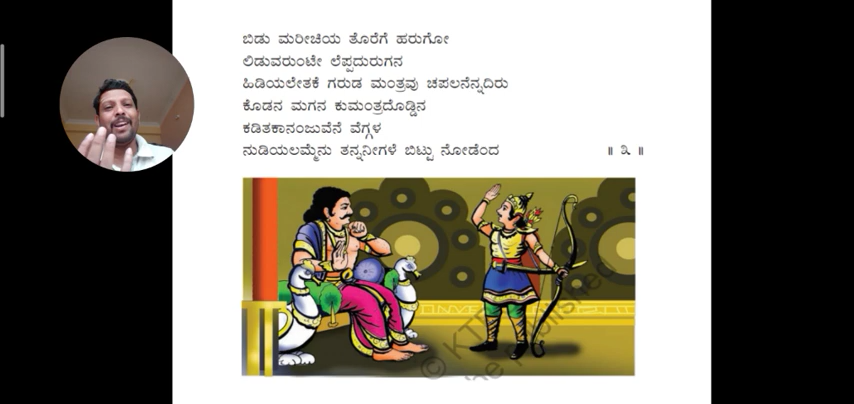 ಬಿಡು ಮರೀಚಿಯ ತೊರೆಗೆ ಹರುಗೋ
ಲಿಡುವರುಂಟೇ ಲೆಪ್ಪದುರುಗನ
ಹಿಡಿಯಲೇತಕೆ ಗರುಡ ಮಂತ್ರವು ಚಪಲನೆನ್ನದಿರು
ಕೊಡನ ಮಗನ ಕುಮಂತ್ರದೊಡ್ಡಿನ
ಕಡಿತಕಾನಂಜುವೆನೆ ವೆಗ್ಗಳ
ನುಡಿಯಲಮ್ಮೆನು ತನ್ನನೀಗಳೆ ಬಿಟ್ಟು ನೋಡೆಂದ ॥ ೩ ॥